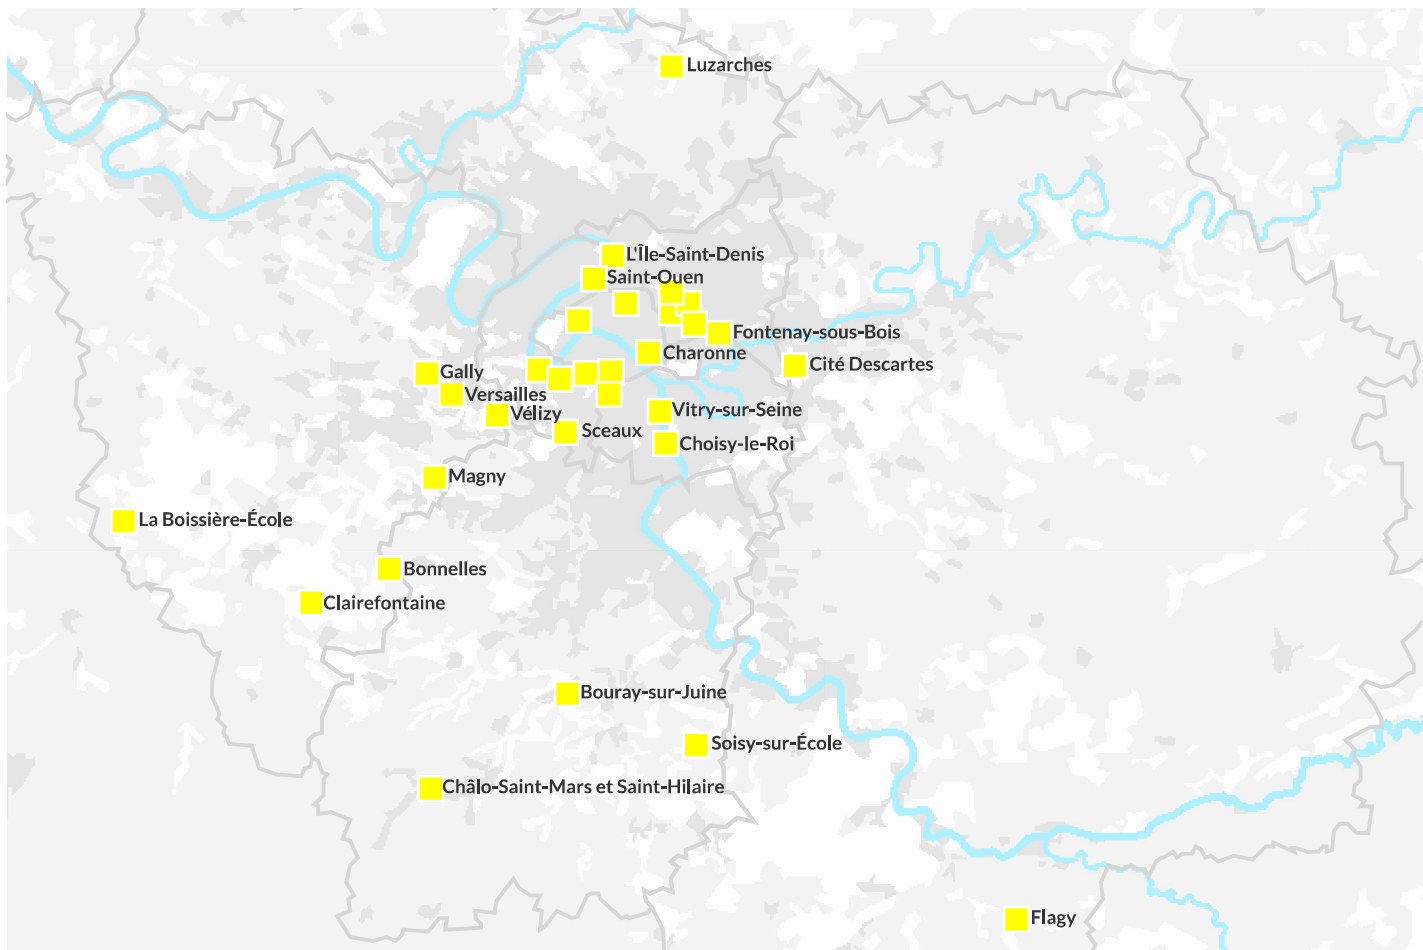 Luzarches
L'Île-Saint-Denis
Saint-Ouen
Fontenay-sous-Bois
Charonne
Cité Descartes
Gally
Versailles
Vélizy
Vitry-sur-Seine
Sceaux
Choisy-le-Roi
Magny
La Boissière-École
Bonnelles
Clairefontaine
Bouray-sur-Juine
Soisy-sur-École
Châlo-Saint-Mars et Saint-Hilaire
Flagy